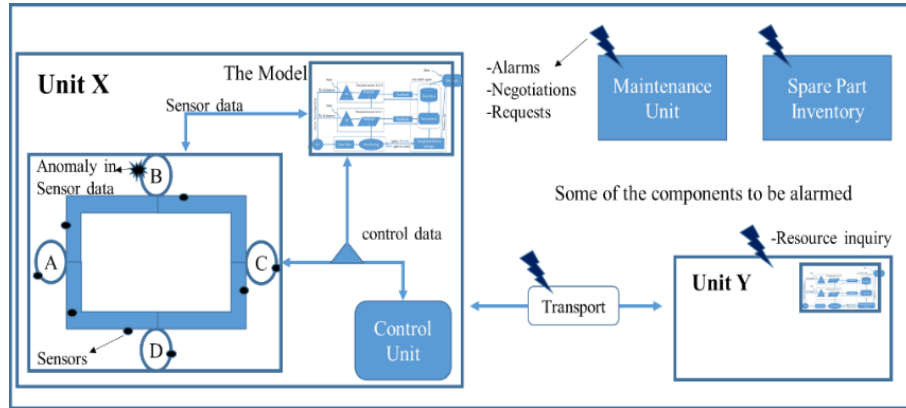 Unit X
The Model
Sensor data
Anomaly in
Sensor data
B
A
C
D
Sensors
control data
Control
Unit
-Alarms
-Negotiations
-Requests
Maintenance
Unit
Spare Part
Inventory
Some of the components to be alarmed
-Resource inquiry
Transport
Unit Y